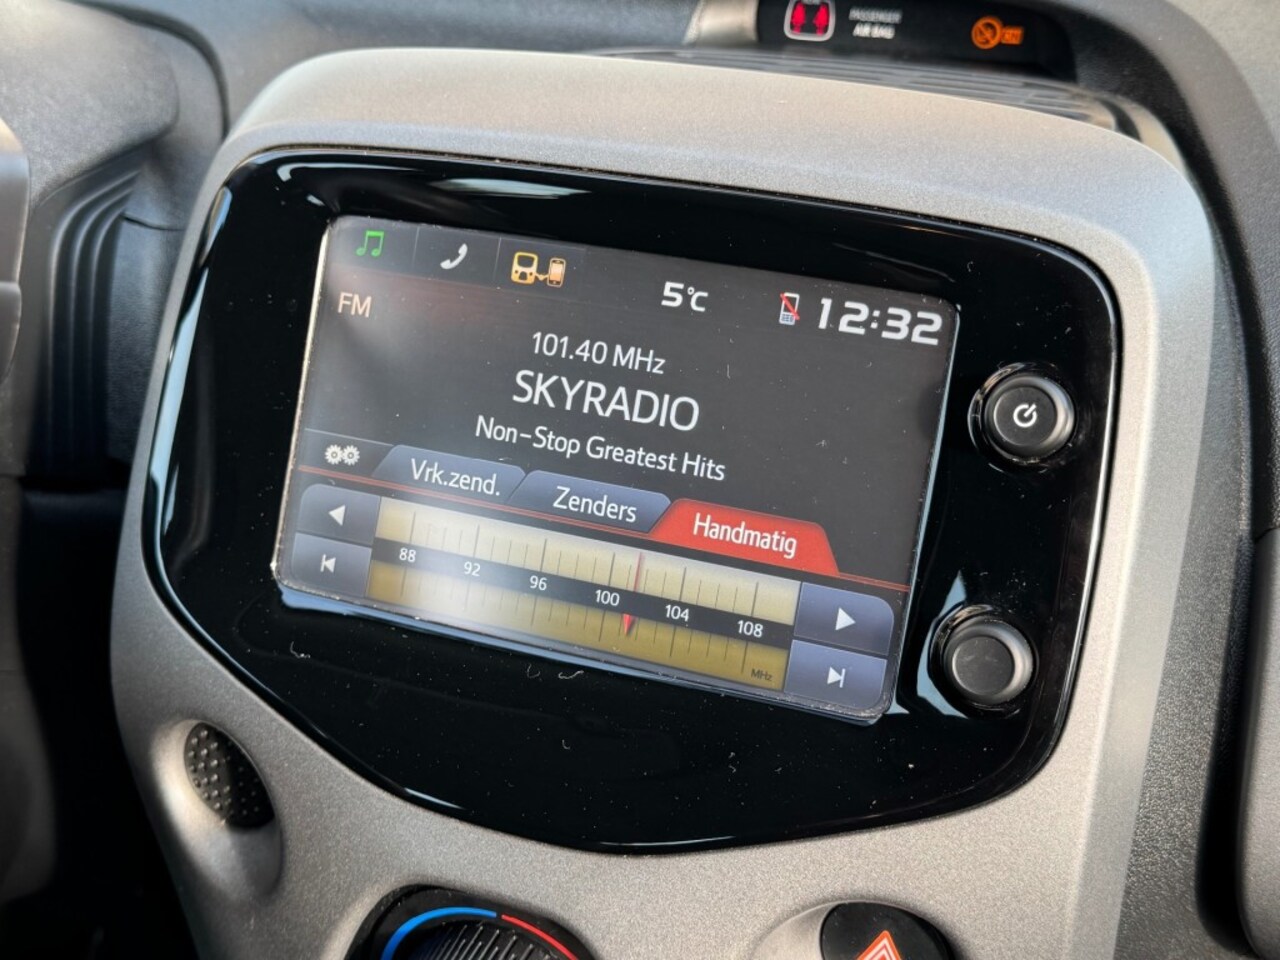 PASSENGER
AIR BAG
OFF
5°C
12:32
FM
101.40 MHz
SKYRADIO
Non-Stop Greatest Hits
Vrk.zend.
Zenders
Handmatig
88 92 96 100 104 108
MHz